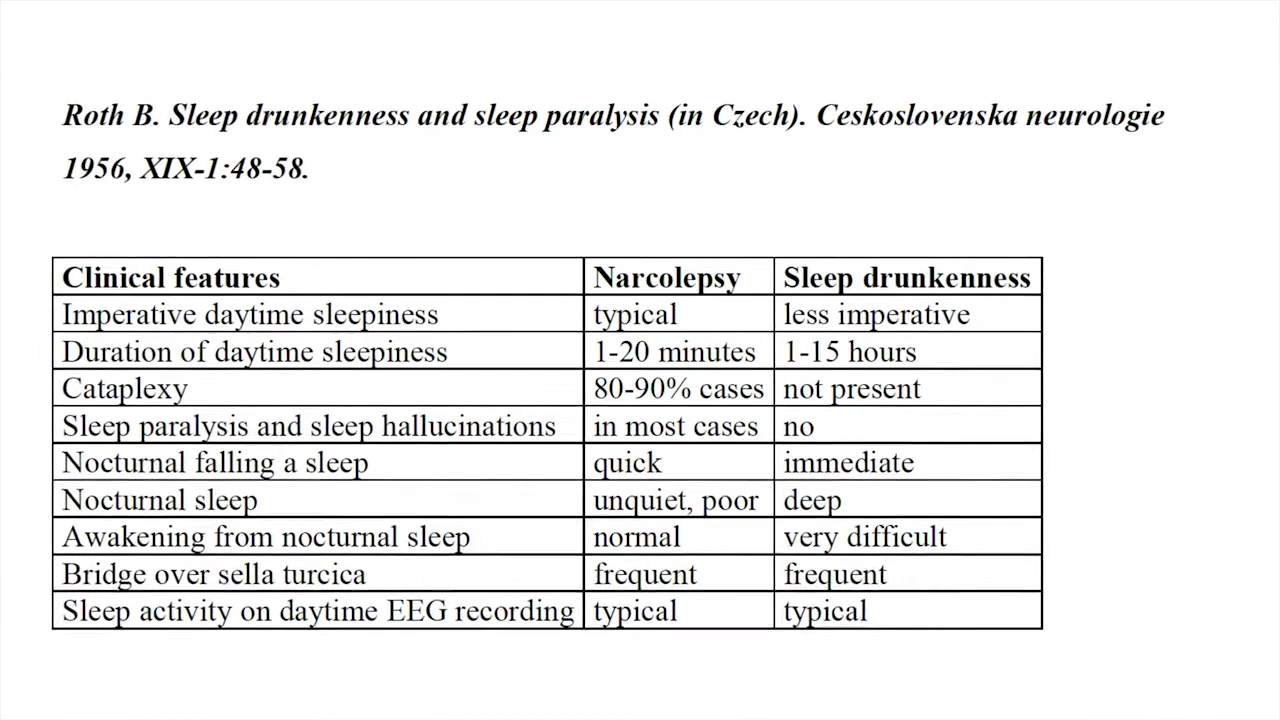 Roth B. Sleep drunkenness and sleep paralysis (in Czech). Ceskoslovenska neurologie
1956, XIX-1:48-58.
Clinical features Narcolepsy Sleep drunkenness
Imperative daytime sleepiness typical less imperative
Duration of daytime sleepiness 1-20 minutes 1-15 hours
Cataplexy 80-90% cases not present
Sleep paralysis and sleep hallucinations in most cases no
Nocturnal falling a sleep quick immediate
Nocturnal sleep unquiet, poor deep
Awakening from nocturnal sleep normal very difficult
Bridge over sella turcica frequent frequent
Sleep activity on daytime EEG recording typical typical